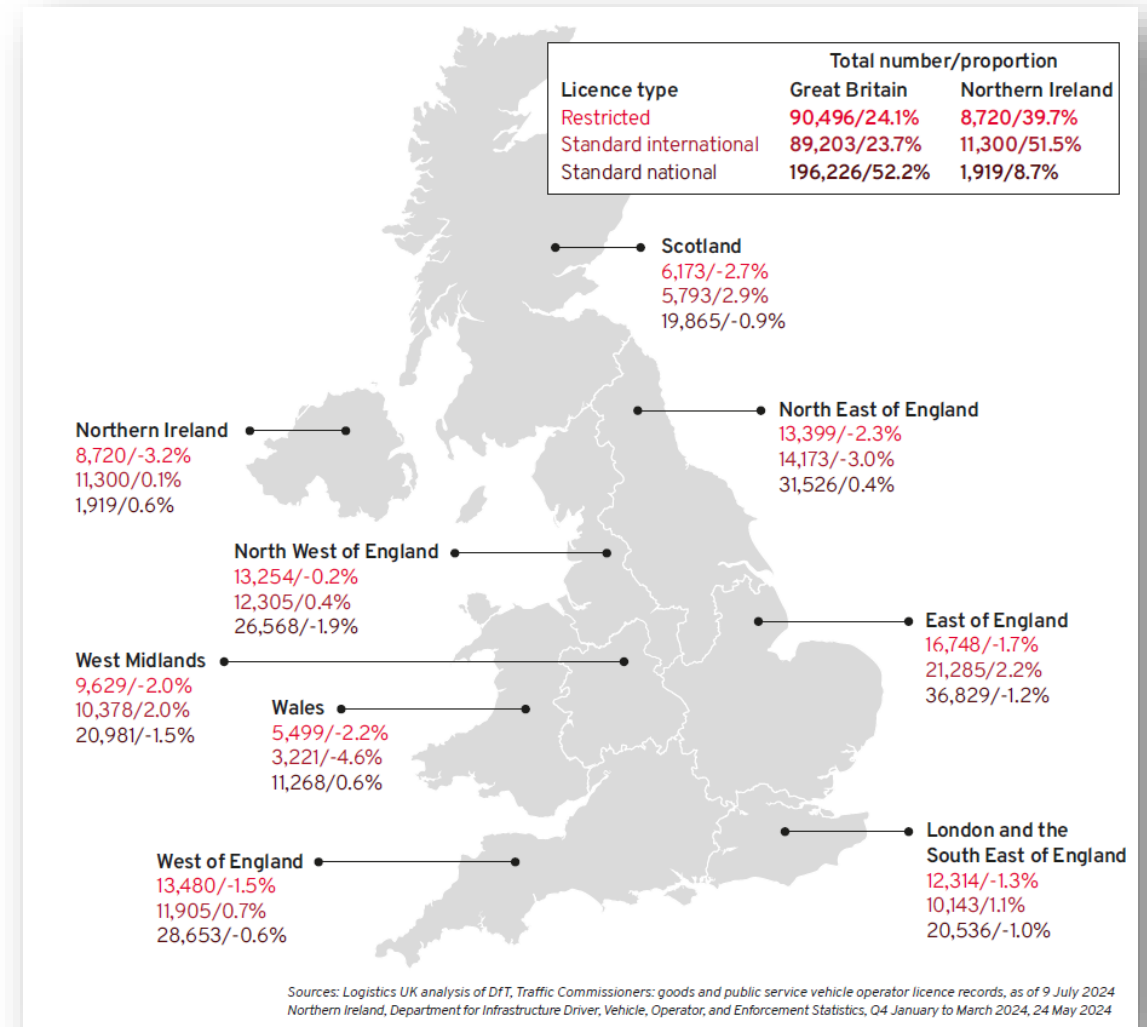 Total number/proportion
Licence type Great Britain Northern Ireland
Restricted 90,496/24.1% 8,720/39.7%
Standard international 89,203/23.7% 11,300/51.5%
Standard national 196,226/52.2% 1,919/8.7%
Scotland
6,173/-2.7%
5,793/2.9%
19,865/-0.9%
North East of England
13,399/-2.3%
14,173/-3.0%
31,526/0.4%
Northern Ireland
8,720/-3.2%
11,300/0.1%
1,919/0.6%
North West of England
13,254/-0.2%
12,305/0.4%
26,568/-1.9%
East of England
16,748/-1.7%
21,285/2.2%
36,829/-1.2%
West Midlands
9,629/-2.0%
10,378/2.0%
20,981/-1.5%
Wales
5,499/-2.2%
3,221/-4.6%
11,268/0.6%
London and the
South East of England
12,314/-1.3%
10,143/1.1%
20,536/-1.0%
West of England
13,480/-1.5%
11,905/0.7%
28,653/-0.6%
Sources: Logistics UK analysis of DfT, Traffic Commissioners: goods and public service vehicle operator licence records, as of 9 July 2024
Northern Ireland, Department for Infrastructure Driver, Vehicle, Operator, and Enforcement Statistics, Q4 January to March 2024, 24 May 2024